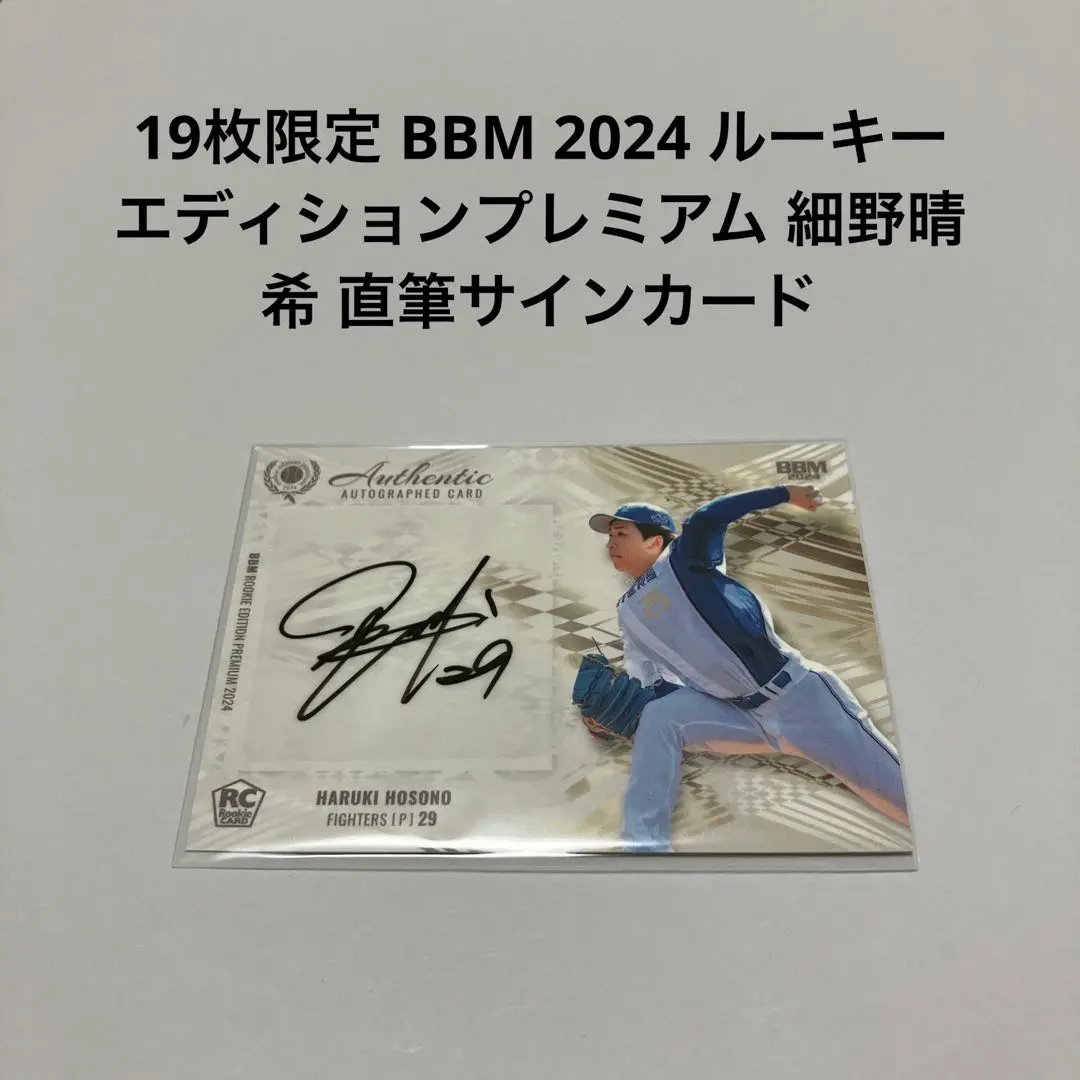 19枚限定 BBM 2024 ルーキー
エディションプレミアム 細野晴
希 直筆サインカード
Authentic
AUTOGRAPHED CARD
BBM
2024
BBM ROOKIE EDITION PREMIUM 2024
29
RC
Rookie
CARD
HARUKI HOSONO
FIGHTERS [P] 29